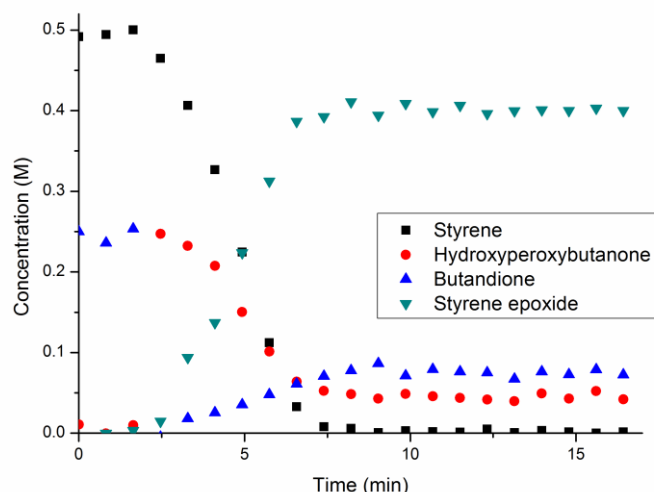 0.5
0.4
0.3
0.2
0.1
0.0
Concentration (M)
Styrene
Hydroxyperoxybutanone
Butandione
Styrene epoxide
0 5 10 15
Time (min)